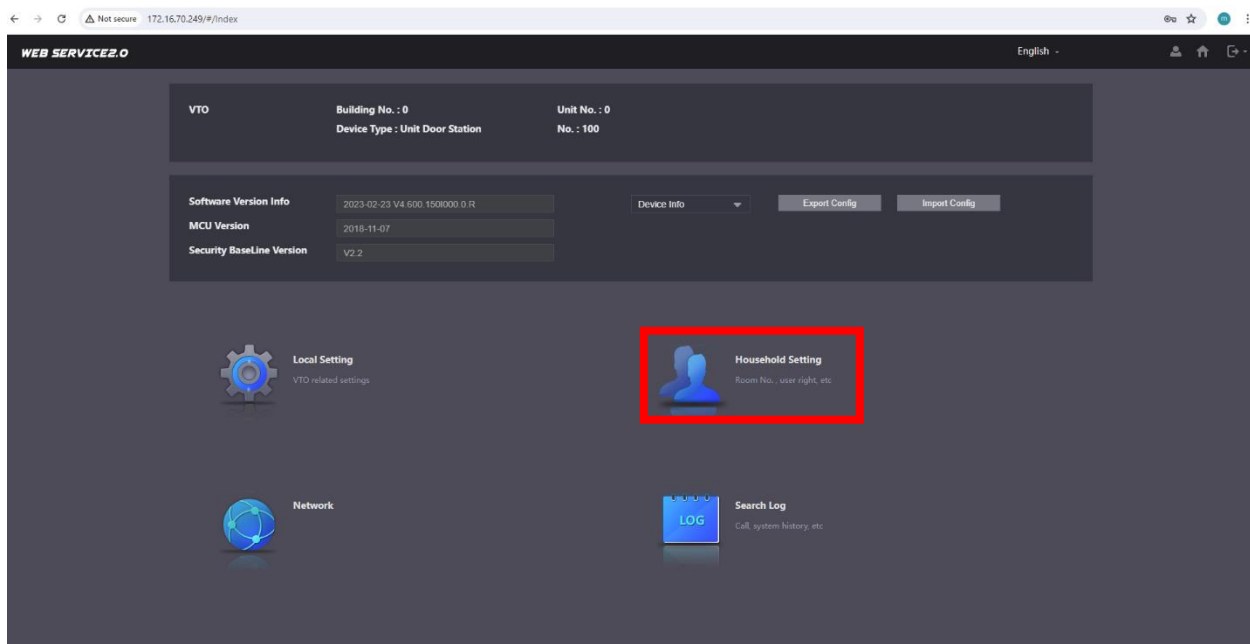 Not secure 172.16.70.249/#/Index
m
WEB SERVICE2.0 English
VTO Building No. : 0 Unit No. : 0
Device Type : Unit Door Station No. : 100
Software Version Info 2023-02-23 V4.600.150I000.0.R Device Info Export Config Import Config
MCU Version 2018-11-07
Security BaseLine Version V2.2
Local Setting
VTO related settings
Household Setting
Room No. , user right, etc
Network
LOG
Search Log
Call, system history, etc